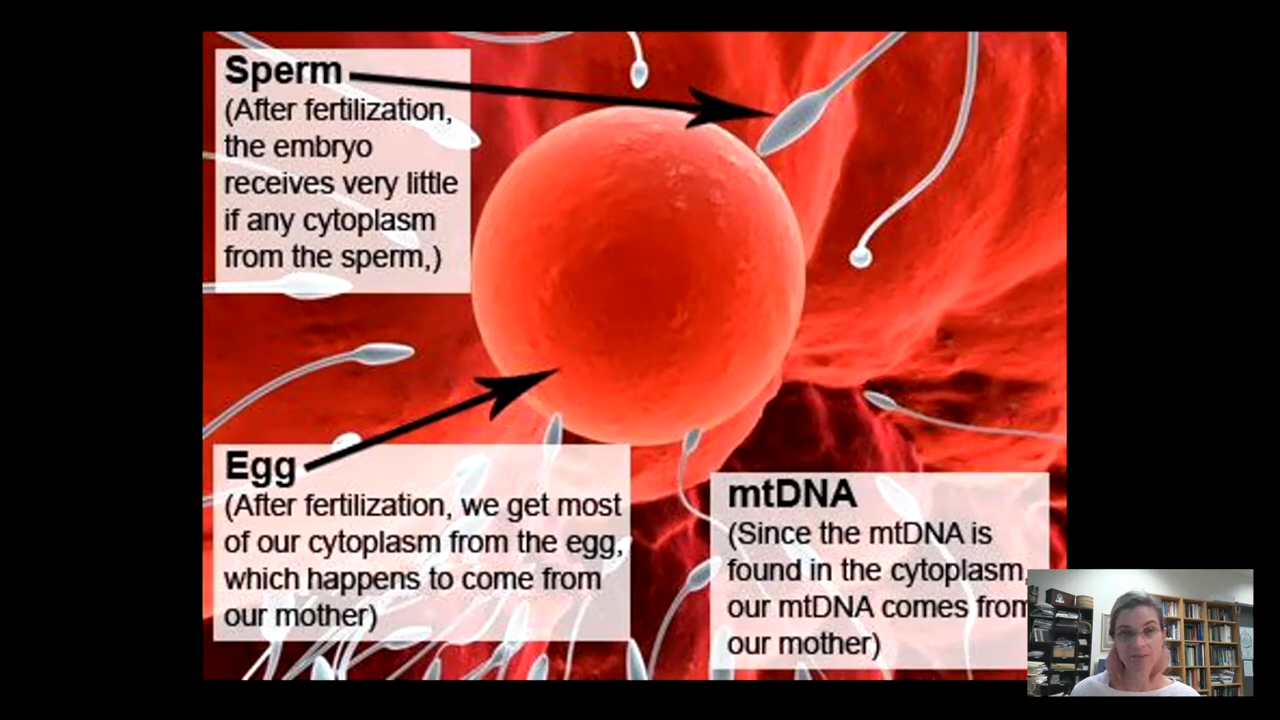 Sperm
(After fertilization,
the embryo
receives very little
if any cytoplasm
from the sperm,)
Egg
(After fertilization, we get most
of our cytoplasm from the egg,
which happens to come from
our mother)
mtDNA
(Since the mtDNA is
found in the cytoplasm,
our mtDNA comes from
our mother)